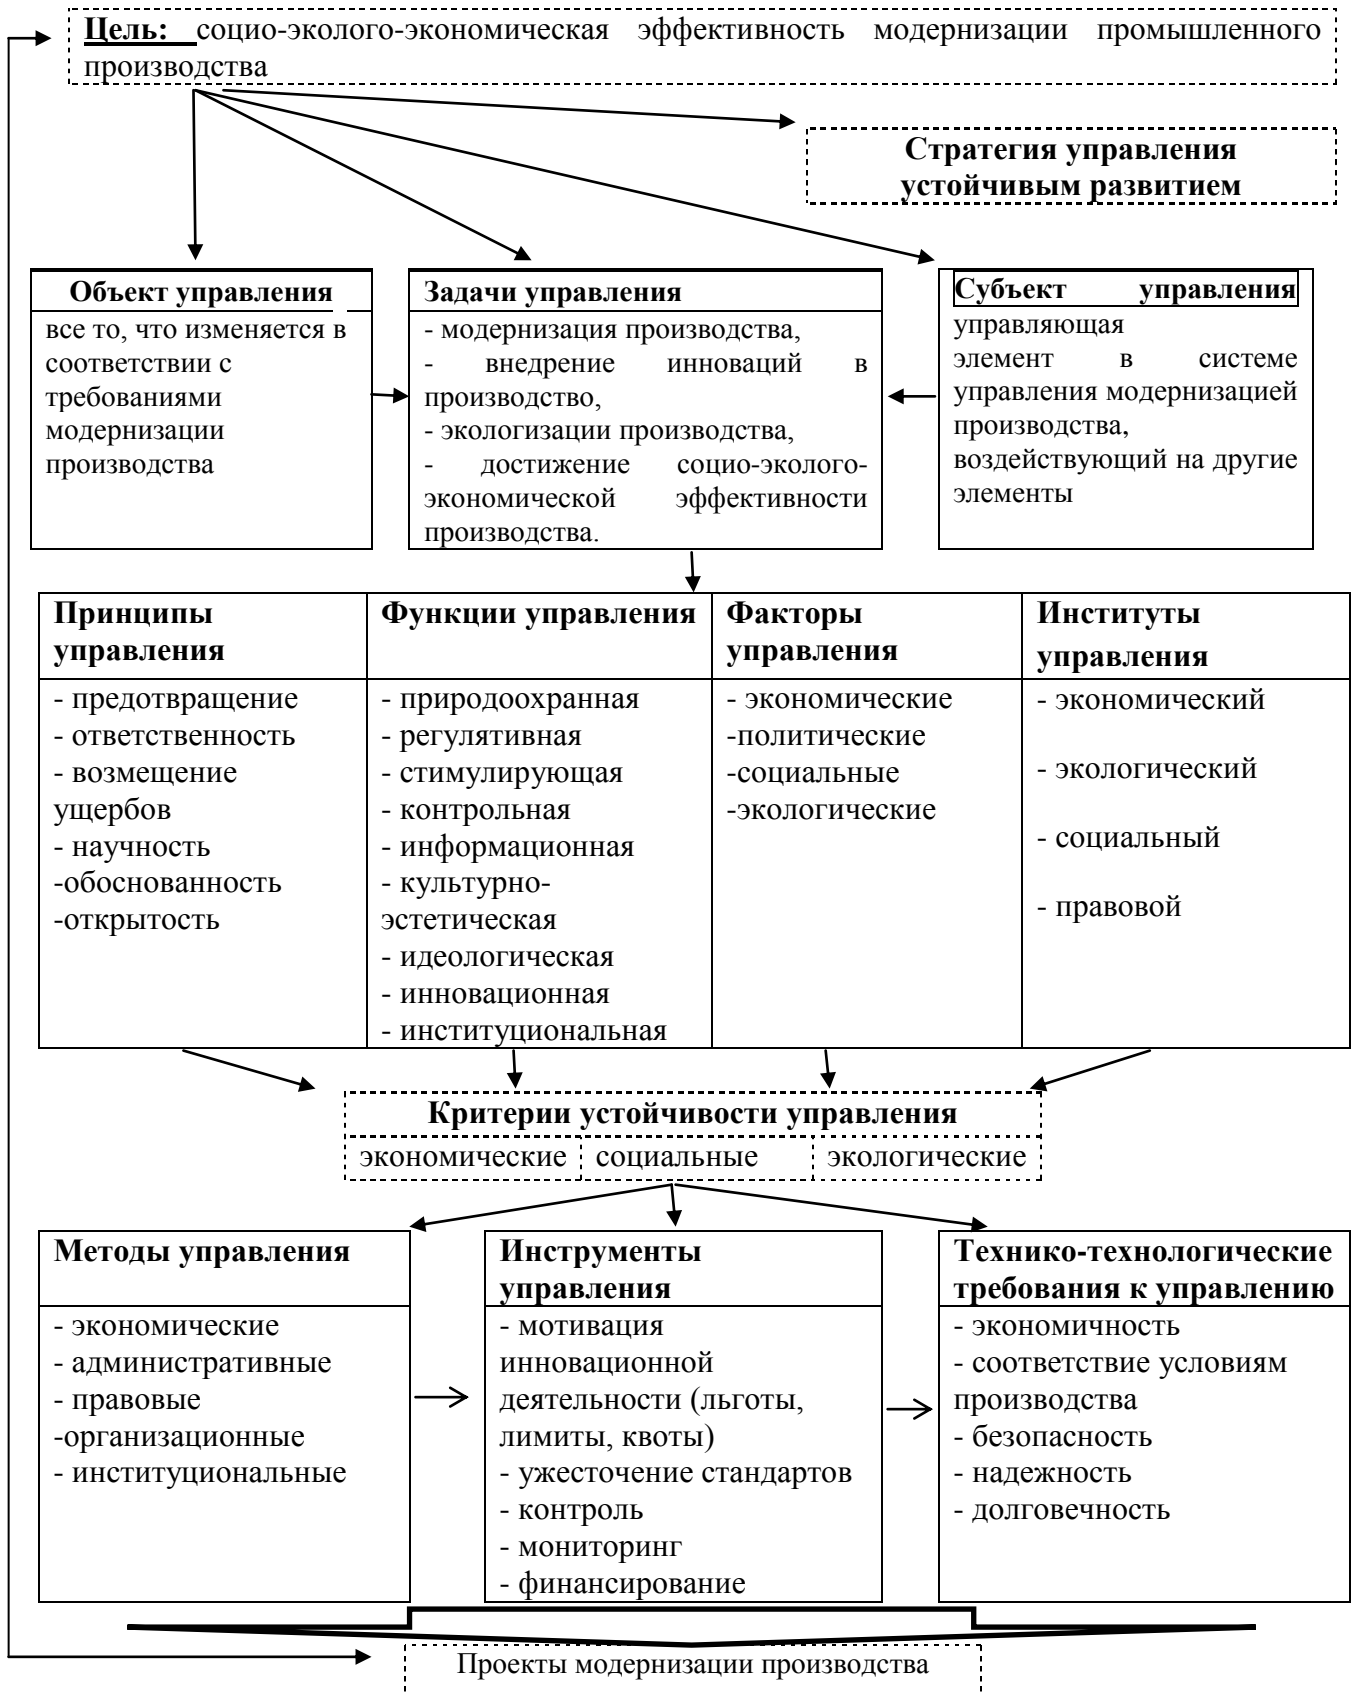 Цель: социо-эколого-экономическая эффективность модернизации промышленного
производства
Стратегия управления
устойчивым развитием
Объект управления
все то, что изменяется в
соответствии с
требованиями
модернизации
производства
Задачи управления
- модернизация производства,
- внедрение инноваций в
производство,
- экологизации производства,
- достижение социо-эколого-
экономической эффективности
производства.
Субъект управления
управляющая
элемент в системе
управления модернизацией
производства,
воздействующий на другие
элементы
Принципы
управления
- предотвращение
- ответственность
- возмещение
ущербов
- научность
-обоснованность
-открытость
Функции управления
- природоохранная
- регулятивная
- стимулирующая
- контрольная
- информационная
- культурно-
эстетическая
- идеологическая
- инновационная
- институциональная
Факторы
управления
- экономические
-политические
-социальные
-экологические
Институты
управления
- экономический
- экологический
- социальный
- правовой
Критерии устойчивости управления
экономические
социальные
экологические
Методы управления
- экономические
- административные
- правовые
-организационные
- институциональные
Инструменты
управления
- мотивация
инновационной
деятельности (льготы,
лимиты, квоты)
- ужесточение стандартов
- контроль
- мониторинг
- финансирование
Технико-технологические
требования к управлению
- экономичность
- соответствие условиям
производства
- безопасность
- надежность
- долговечность
Проекты модернизации производства